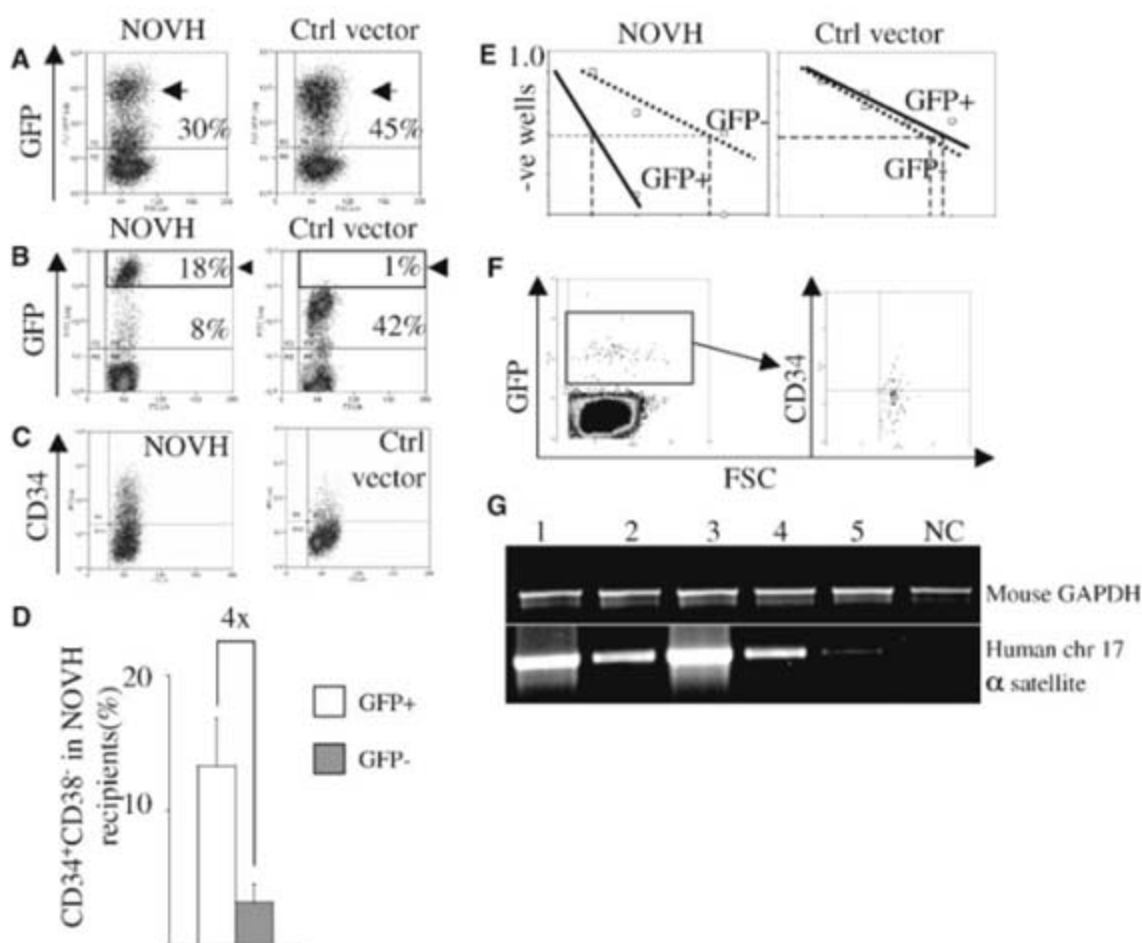 A
NOVH
Ctrl vector
GFP
30%
45%
B
NOVH
Ctrl vector
GFP
18%
8%
1%
42%
C
CD34
NOVH
Ctrl
vector
D
4x
CD34⁺CD38⁻ in NOVH
recipients(%)
20
10
GFP+
GFP-
E
NOVH
Ctrl vector
1.0
-ve wells
GFP-
GFP+
GFP+
GFP-
F
GFP
CD34
FSC
G
1 2 3 4 5 NC
Mouse GAPDH
Human chr 17
α satellite